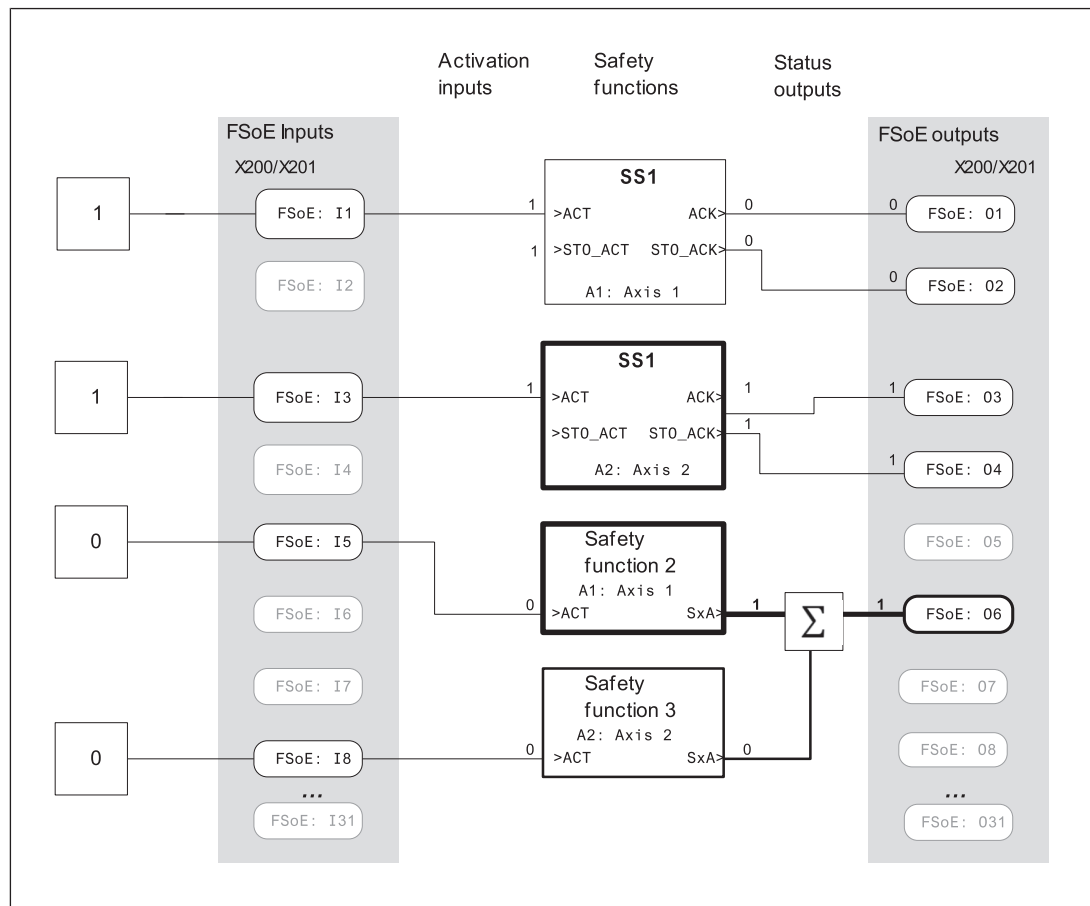 Activation inputs
Safety functions
Status outputs
FSoE Inputs
FSoE outputs
X200/X201
X200/X201
SS1
1
FSoE: I1
1
>ACT
ACK>
0
0
FSoE: O1
1
>STO_ACT
STO_ACK>
0
FSoE: I2
A1: Axis 1
0
FSoE: O2
SS1
1
FSoE: I3
1
>ACT
ACK>
1
1
FSoE: O3
>STO_ACT
STO_ACK>
1
FSoE: I4
A2: Axis 2
1
FSoE: O4
0
FSoE: I5
Safety
function 2
A1: Axis 1
FSoE: O5
FSoE: I6
0
>ACT
SxA>
1
Σ
1
FSoE: O6
FSoE: I7
Safety
function 3
A2: Axis 2
FSoE: O7
0
FSoE: I8
0
>ACT
SxA>
0
FSoE: O8
...
...
FSoE: I31
FSoE: O31